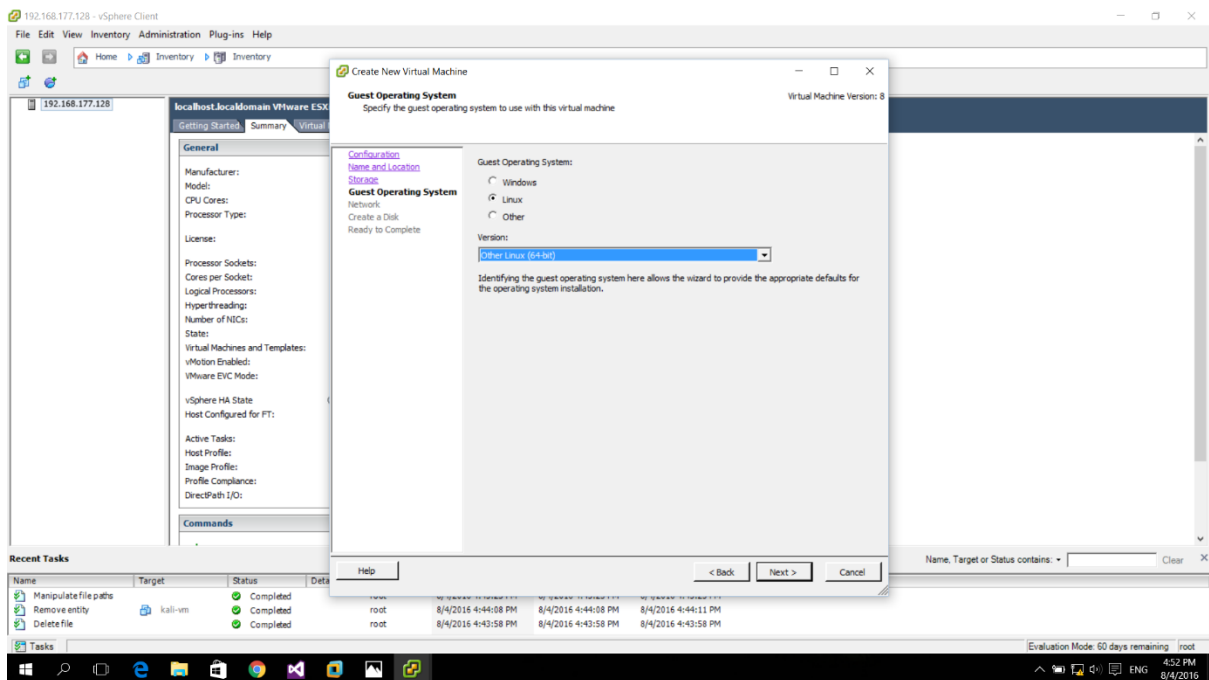 192.168.177.128 - vSphere Client
File Edit View Inventory Administration Plug-ins Help
Home Inventory Inventory
192.168.177.128
localhost.localdomain VMware ESX
Getting Started Summary Virtual
General
Manufacturer:
Model:
CPU Cores:
Processor Type:
License:
Processor Sockets:
Cores per Socket:
Logical Processors:
Hyperthreading:
Number of NICs:
State:
Virtual Machines and Templates:
vMotion Enabled:
VMware EVC Mode:
vSphere HA State
Host Configured for FT:
Active Tasks:
Host Profile:
Image Profile:
Profile Compliance:
DirectPath I/O:
Commands
Create New Virtual Machine
Guest Operating System
Specify the guest operating system to use with this virtual machine
Virtual Machine Version: 8
Configuration
Name and Location
Storage
Guest Operating System
Network
Create a Disk
Ready to Complete
Guest Operating System:
Windows
Linux
Other
Version:
Other Linux (64-bit)
Identifying the guest operating system here allows the wizard to provide the appropriate defaults for
the operating system installation.
Help < Back Next > Cancel
Recent Tasks
Name, Target or Status contains: Clear
Name Target Status Deta
Manipulate file paths Completed
Remove entity kali-vm Completed root 8/4/2016 4:44:08 PM 8/4/2016 4:44:08 PM 8/4/2016 4:44:11 PM
Delete file Completed root 8/4/2016 4:43:58 PM 8/4/2016 4:43:58 PM 8/4/2016 4:43:58 PM
Tasks
Evaluation Mode: 60 days remaining root
ENG
4:52 PM
8/4/2016